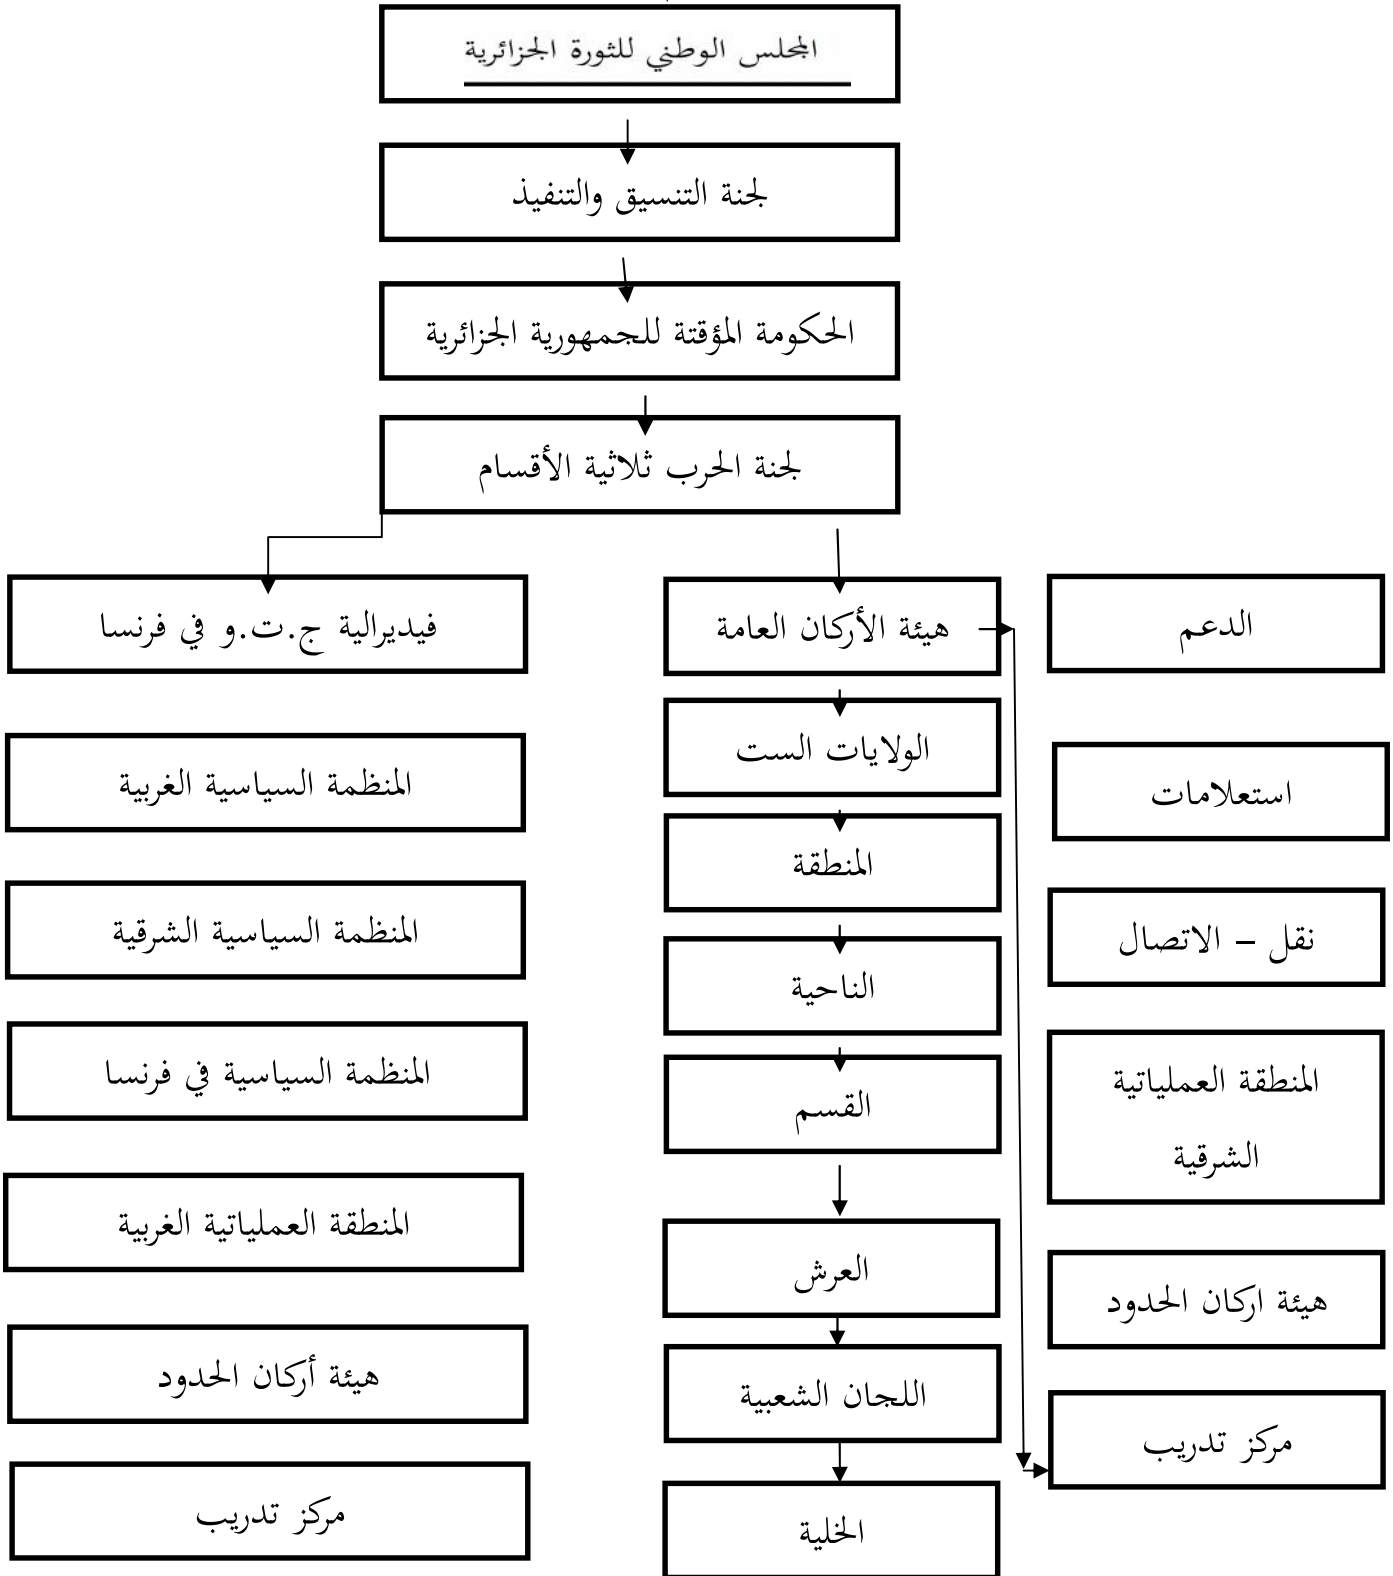 المجلس الوطني للثورة الجزائرية
لجنة التنسيق والتنفيذ
الحكومة المؤقتة للجمهورية الجزائرية
لجنة الحرب ثلاثية الأقسام
الدعم
هيئة الأركان العامة
فيديرالية ج.ت.و في فرنسا
استعلامات
الولايات الست
المنظمة السياسية الغربية
نقل – الاتصال
المنطقة
المنظمة السياسية الشرقية
المنطقة العملياتية
الشرقية
الناحية
المنظمة السياسية في فرنسا
القسم
هيئة اركان الحدود
العرش
المنطقة العملياتية الغربية
مركز تدريب
اللجان الشعبية
هيئة أركان الحدود
الخلية
مركز تدريب